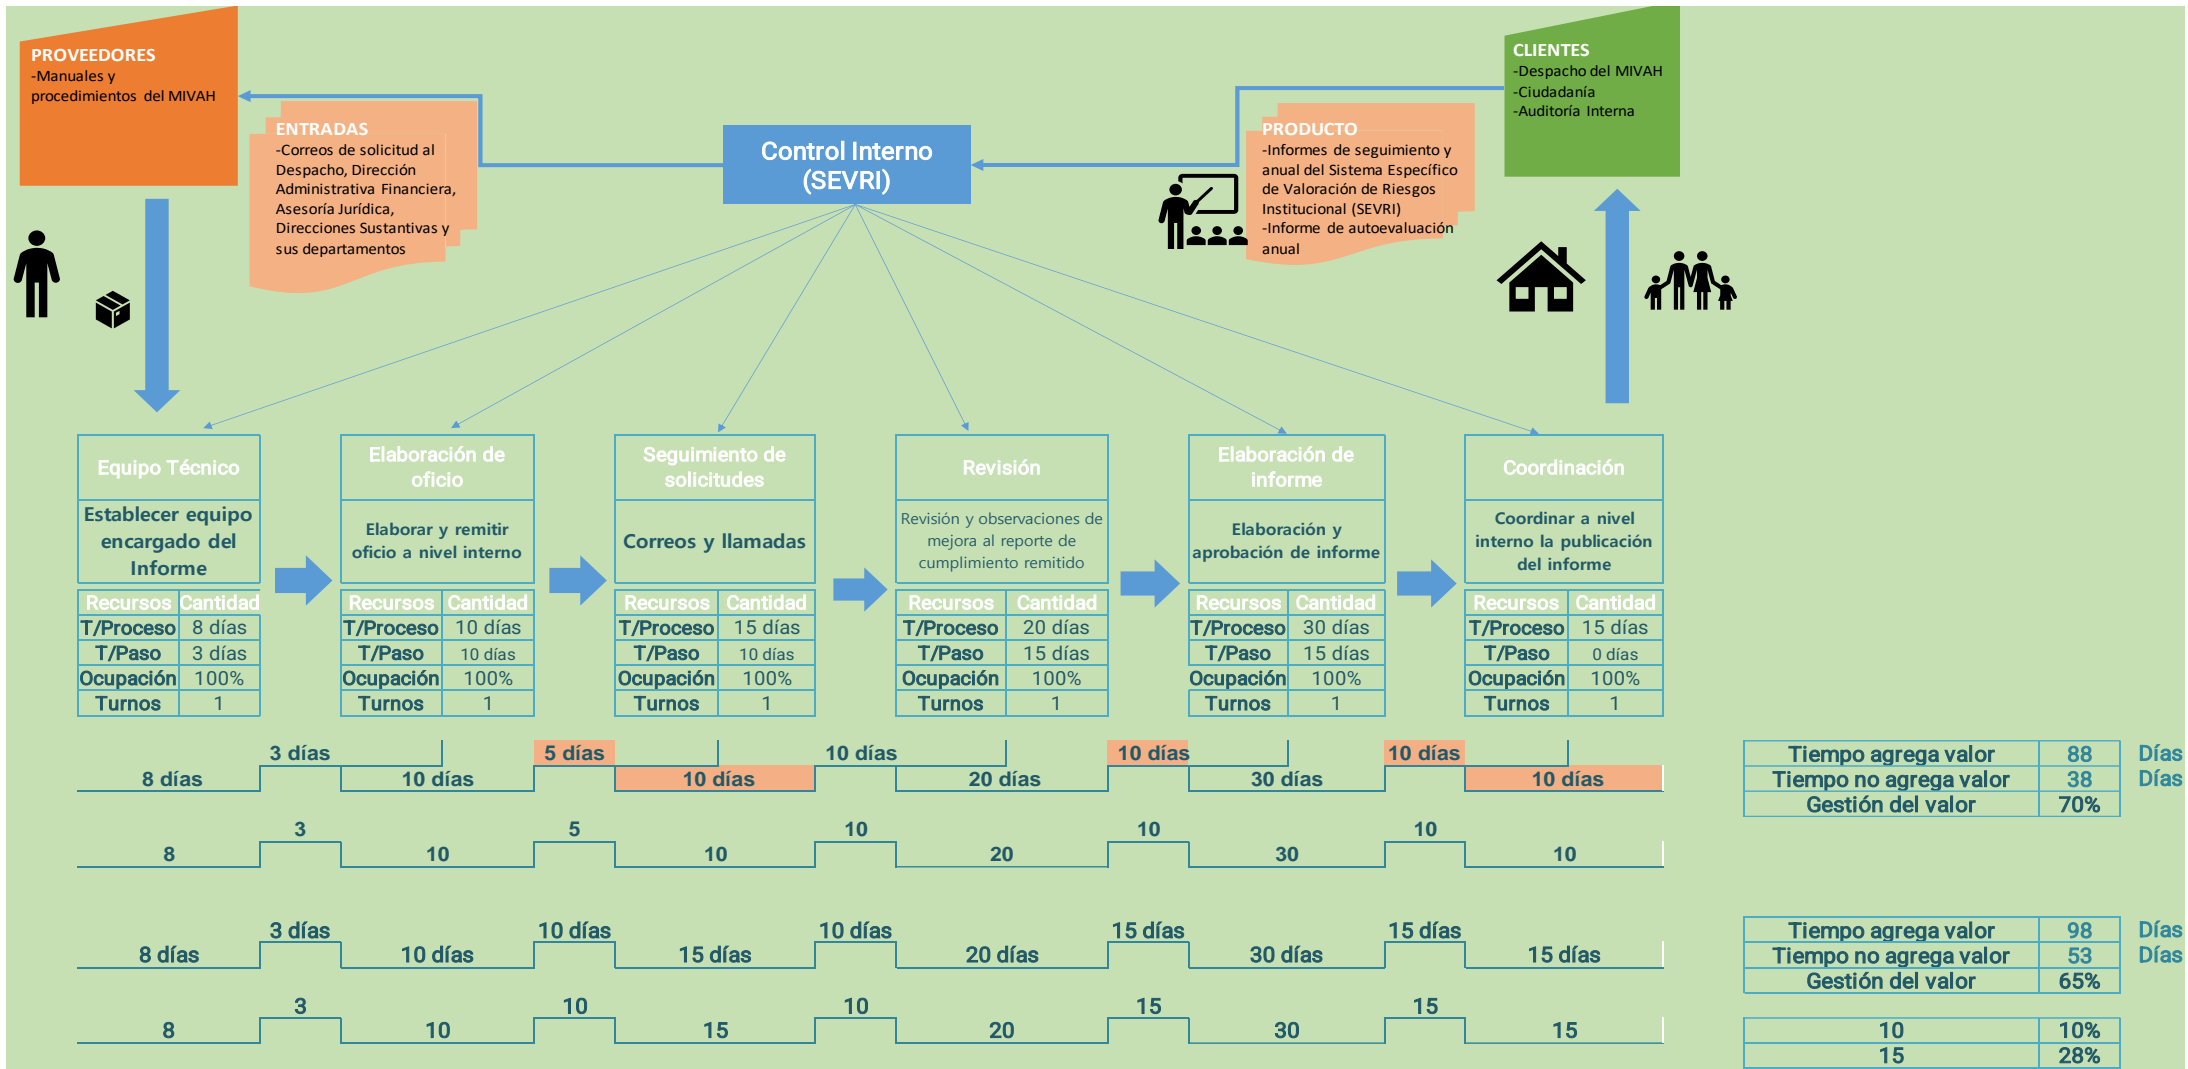 PROVEEDORES
-Manuales y
procedimientos del MIVAH
ENTRADAS
-Correos de solicitud al
Despacho, Dirección
Administrativa Financiera,
Asesoría Jurídica,
Direcciones Sustantivas y
sus departamentos
Control Interno
(SEVRI)
PRODUCTO
-Informes de seguimiento y
anual del Sistema Específico
de Valoración de Riesgos
Institucional (SEVRI)
-Informe de autoevaluación
anual
CLIENTES
-Despacho del MIVAH
-Ciudadanía
-Auditoría Interna
Equipo Técnico
Establecer equipo
encargado del
Informe
Recursos Cantidad
T/Proceso 8 días
T/Paso 3 días
Ocupación 100%
Turnos 1
Elaboración de
oficio
Elaborar y remitir
oficio a nivel interno
Recursos Cantidad
T/Proceso 10 días
T/Paso 10 días
Ocupación 100%
Turnos 1
Seguimiento de
solicitudes
Correos y llamadas
Recursos Cantidad
T/Proceso 15 días
T/Paso 10 días
Ocupación 100%
Turnos 1
Revisión
Revisión y observaciones de
mejora al reporte de
cumplimiento remitido
Recursos Cantidad
T/Proceso 20 días
T/Paso 15 días
Ocupación 100%
Turnos 1
Elaboración de
informe
Elaboración y
aprobación de informe
Recursos Cantidad
T/Proceso 30 días
T/Paso 15 días
Ocupación 100%
Turnos 1
Coordinación
Coordinar a nivel
interno la publicación
del informe
Recursos Cantidad
T/Proceso 15 días
T/Paso 0 días
Ocupación 100%
Turnos 1
3 días 5 días 10 días 10 días 10 días
8 días 10 días 10 días 20 días 30 días 10 días
Tiempo agrega valor 88 Días
Tiempo no agrega valor 38 Días
Gestión del valor 70%
3 5 10 10 10
8 10 10 20 30 10
3 días 10 días 10 días 15 días 15 días
8 días 10 días 15 días 20 días 30 días 15 días
Tiempo agrega valor 98 Días
Tiempo no agrega valor 53 Días
Gestión del valor 65%
3 10 10 15 15
8 10 15 20 30 15
10 10%
15 28%